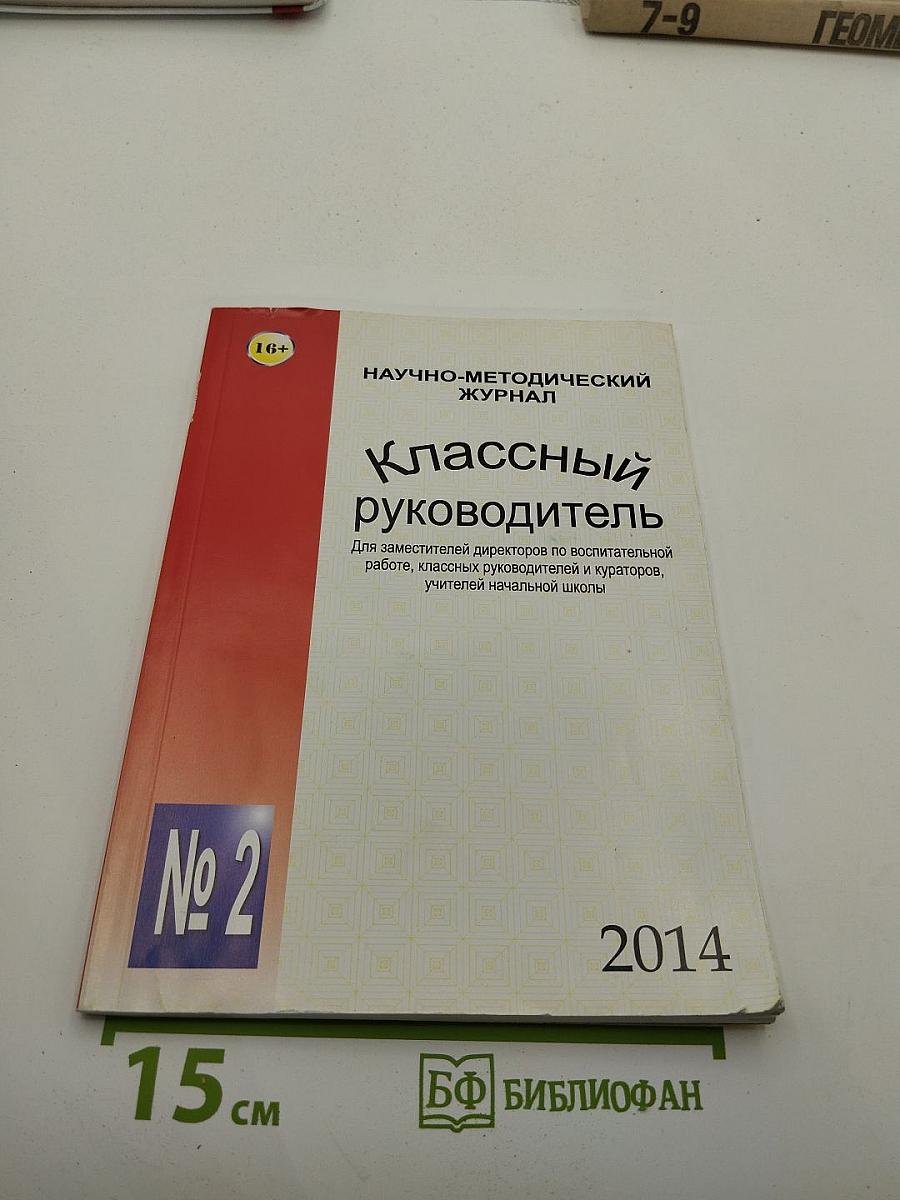 7-9
16+
НАУЧНО-МЕТОДИЧЕСКИЙ
ЖУРНАЛ
Классный
руководитель
Для заместителей директоров по воспитательной
работе, классных руководителей и кураторов,
учителей начальной школы
№ 2
2014
15 см
БФ БИБЛИОФАН